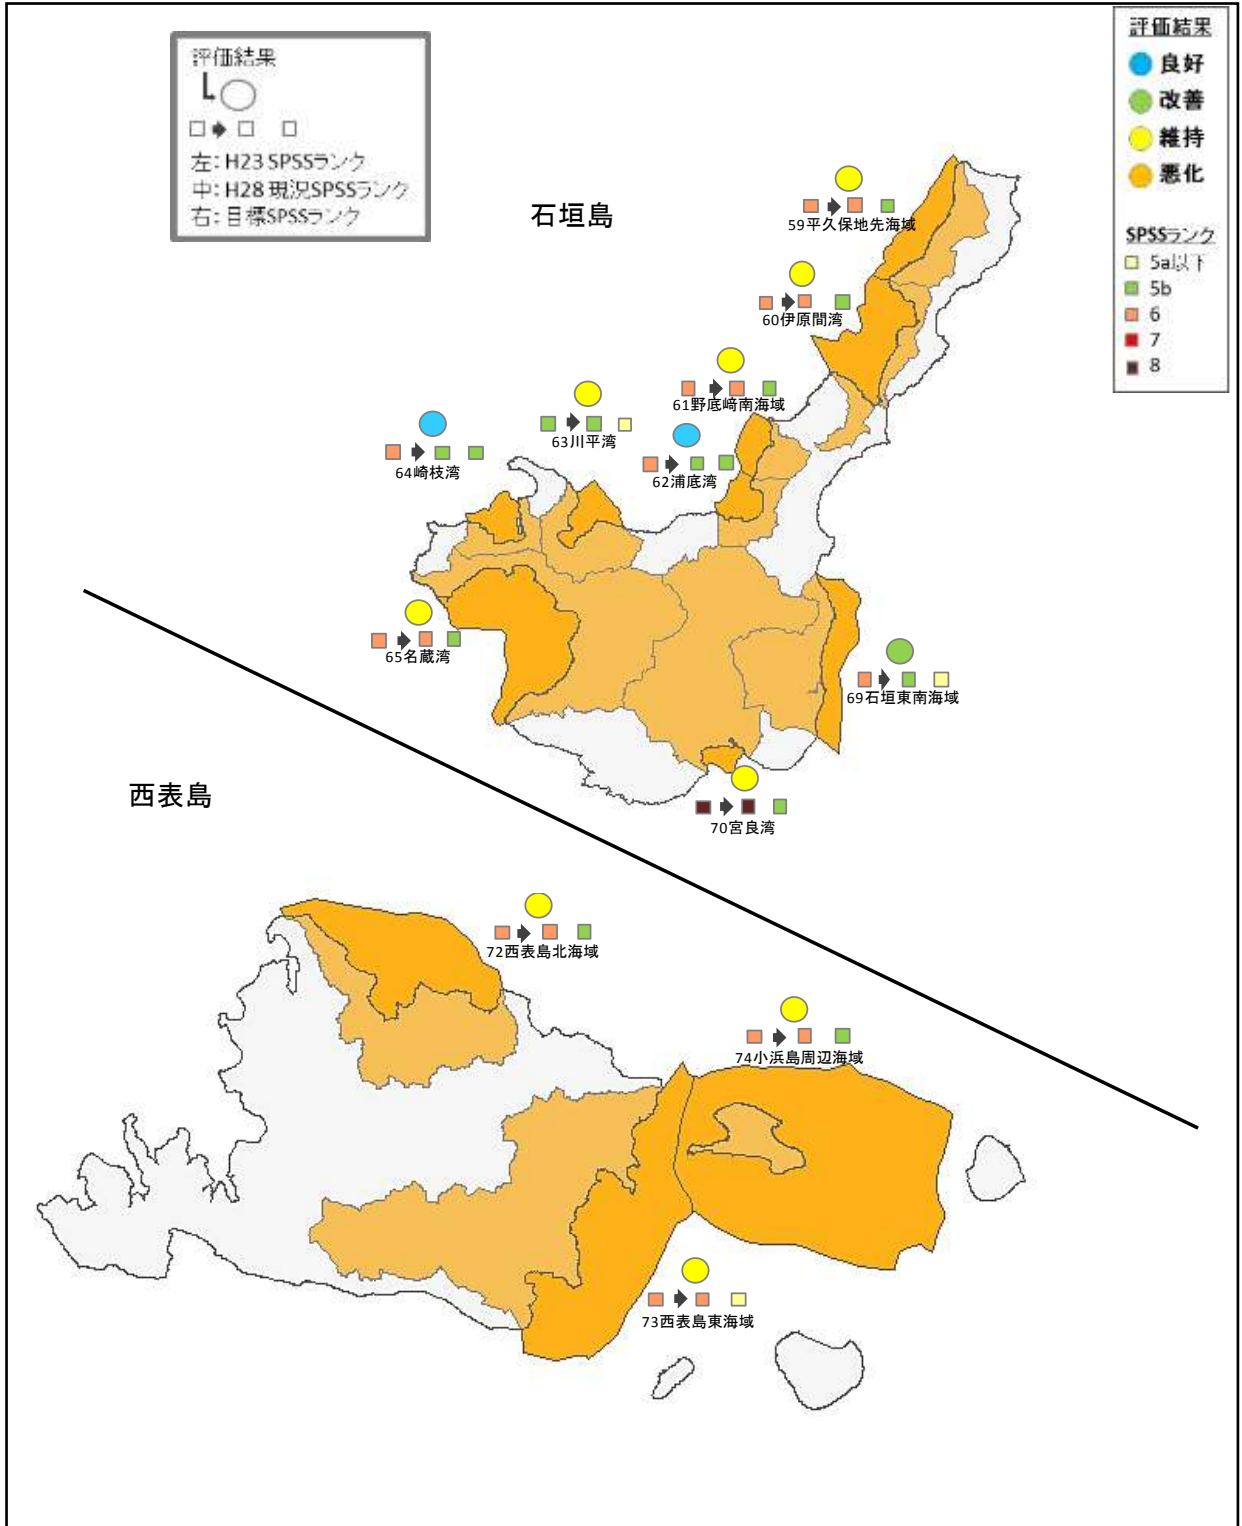 評価結果
左：H23 SPSSランク
中：H28 現況SPSSランク
右：目標SPSSランク
評価結果
良好
改善
維持
悪化
SPSSランク
5a以下
5b
6
7
8
石垣島
59平久保地先海域
60伊原間湾
61野底﨑南海域
63川平湾
62浦底湾
64崎枝湾
65名蔵湾
69石垣東南海域
70宮良湾
西表島
72西表島北海域
74小浜島周辺海域
73西表島東海域